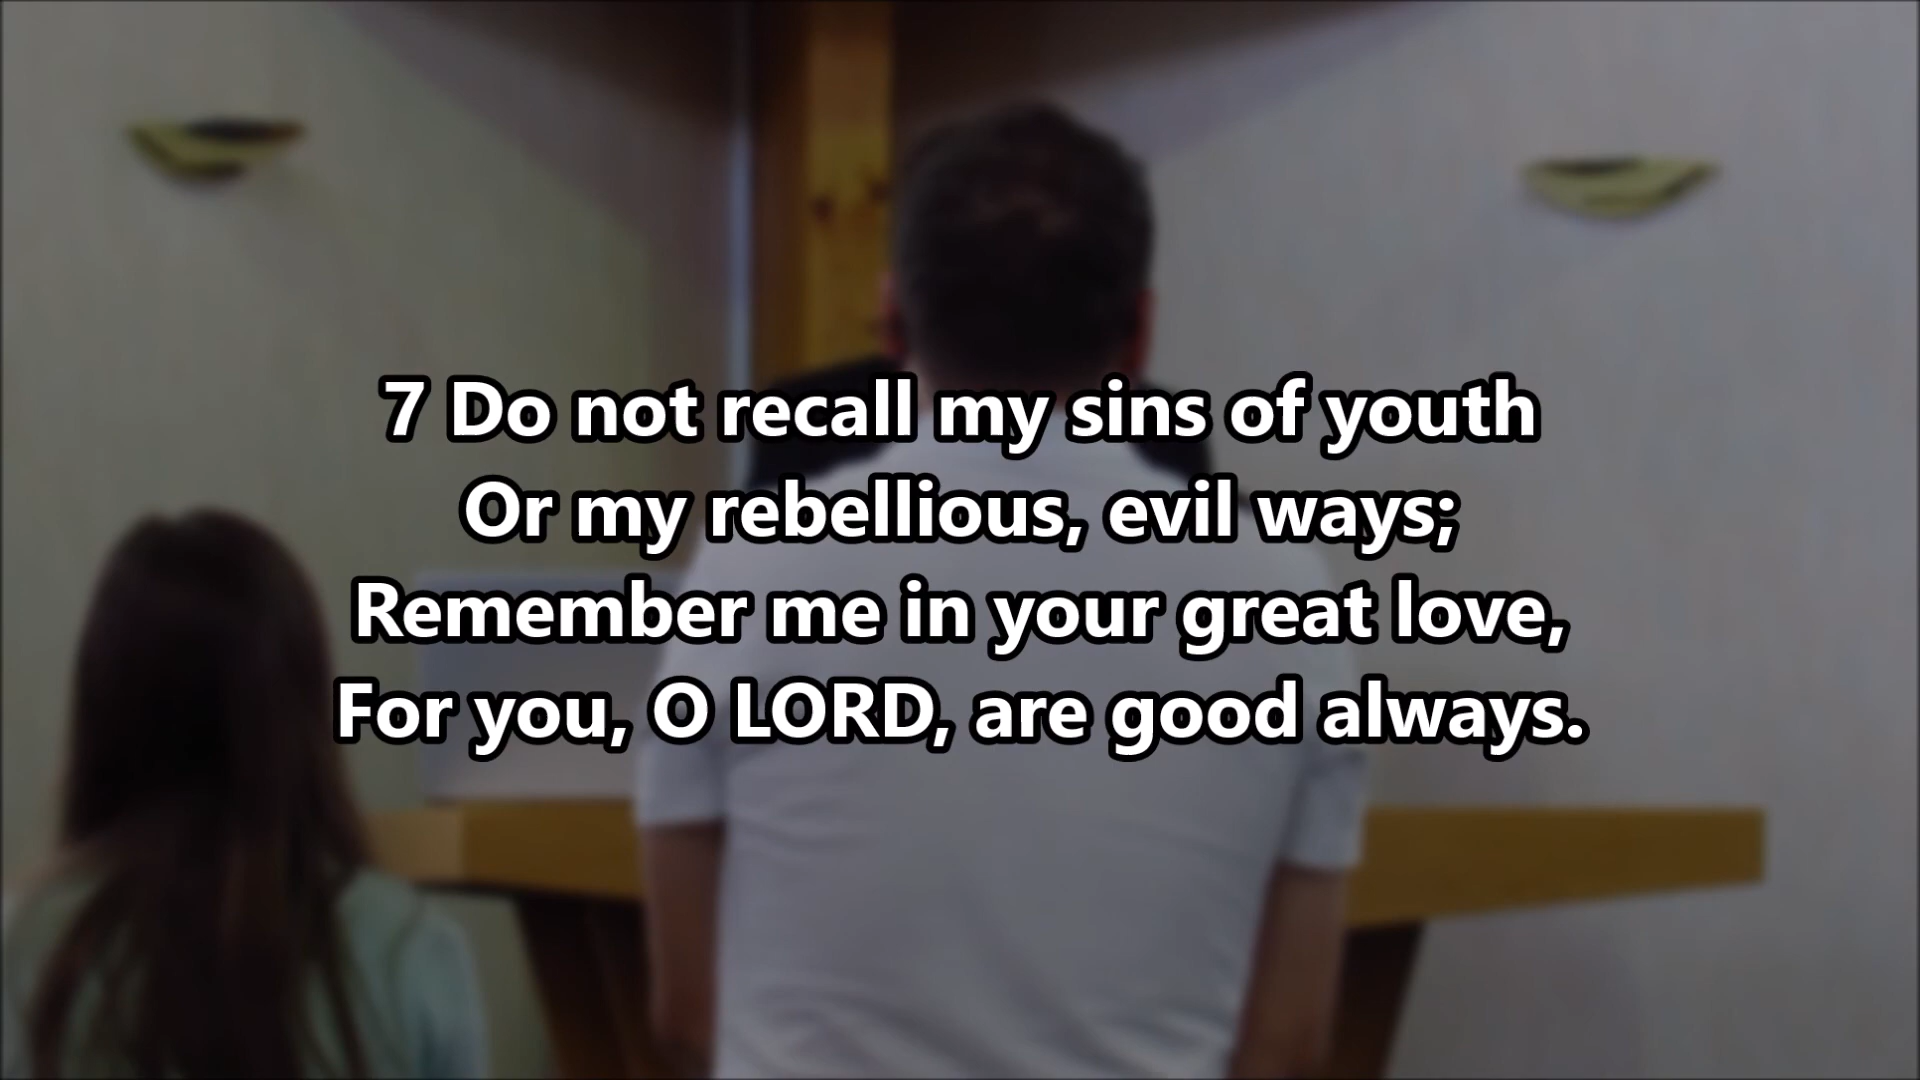 7 Do not recall my sins of youth
Or my rebellious, evil ways;
Remember me in your great love,
For you, O LORD, are good always.